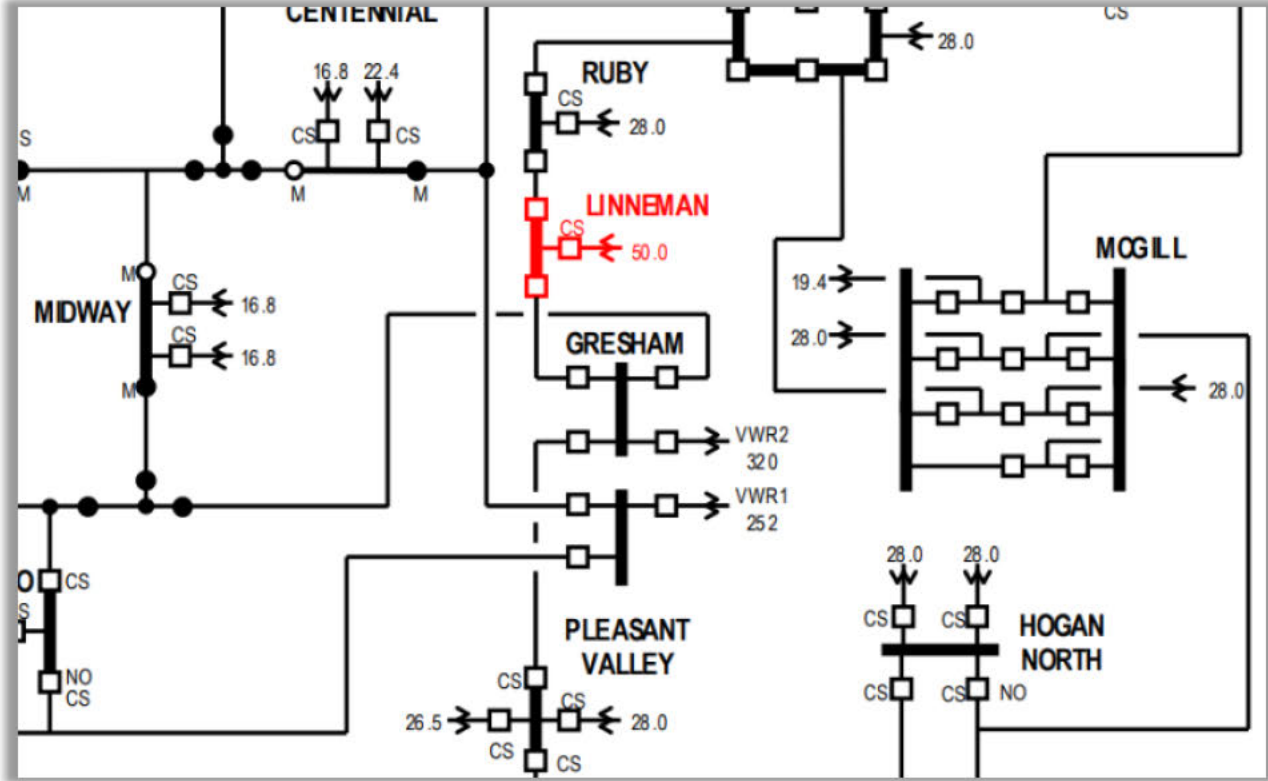 CENTENNIAL
CS
RUBY
28.0
16.8 22.4
CS
28.0
CS
CS
S
M
M
M
LINNEMAN
CS
50.0
MCGILL
M
CS
16.8
MIDWAY
CS
16.8
M
19.4
28.0
28.0
GRESHAM
VWR2
320
VWR1
252
28.0
28.0
O
CS
S
NO
CS
CS
CS
HOGAN
NORTH
CS
CS
NO
PLEASANT
VALLEY
CS
CS
26.5
28.0
CS
CS